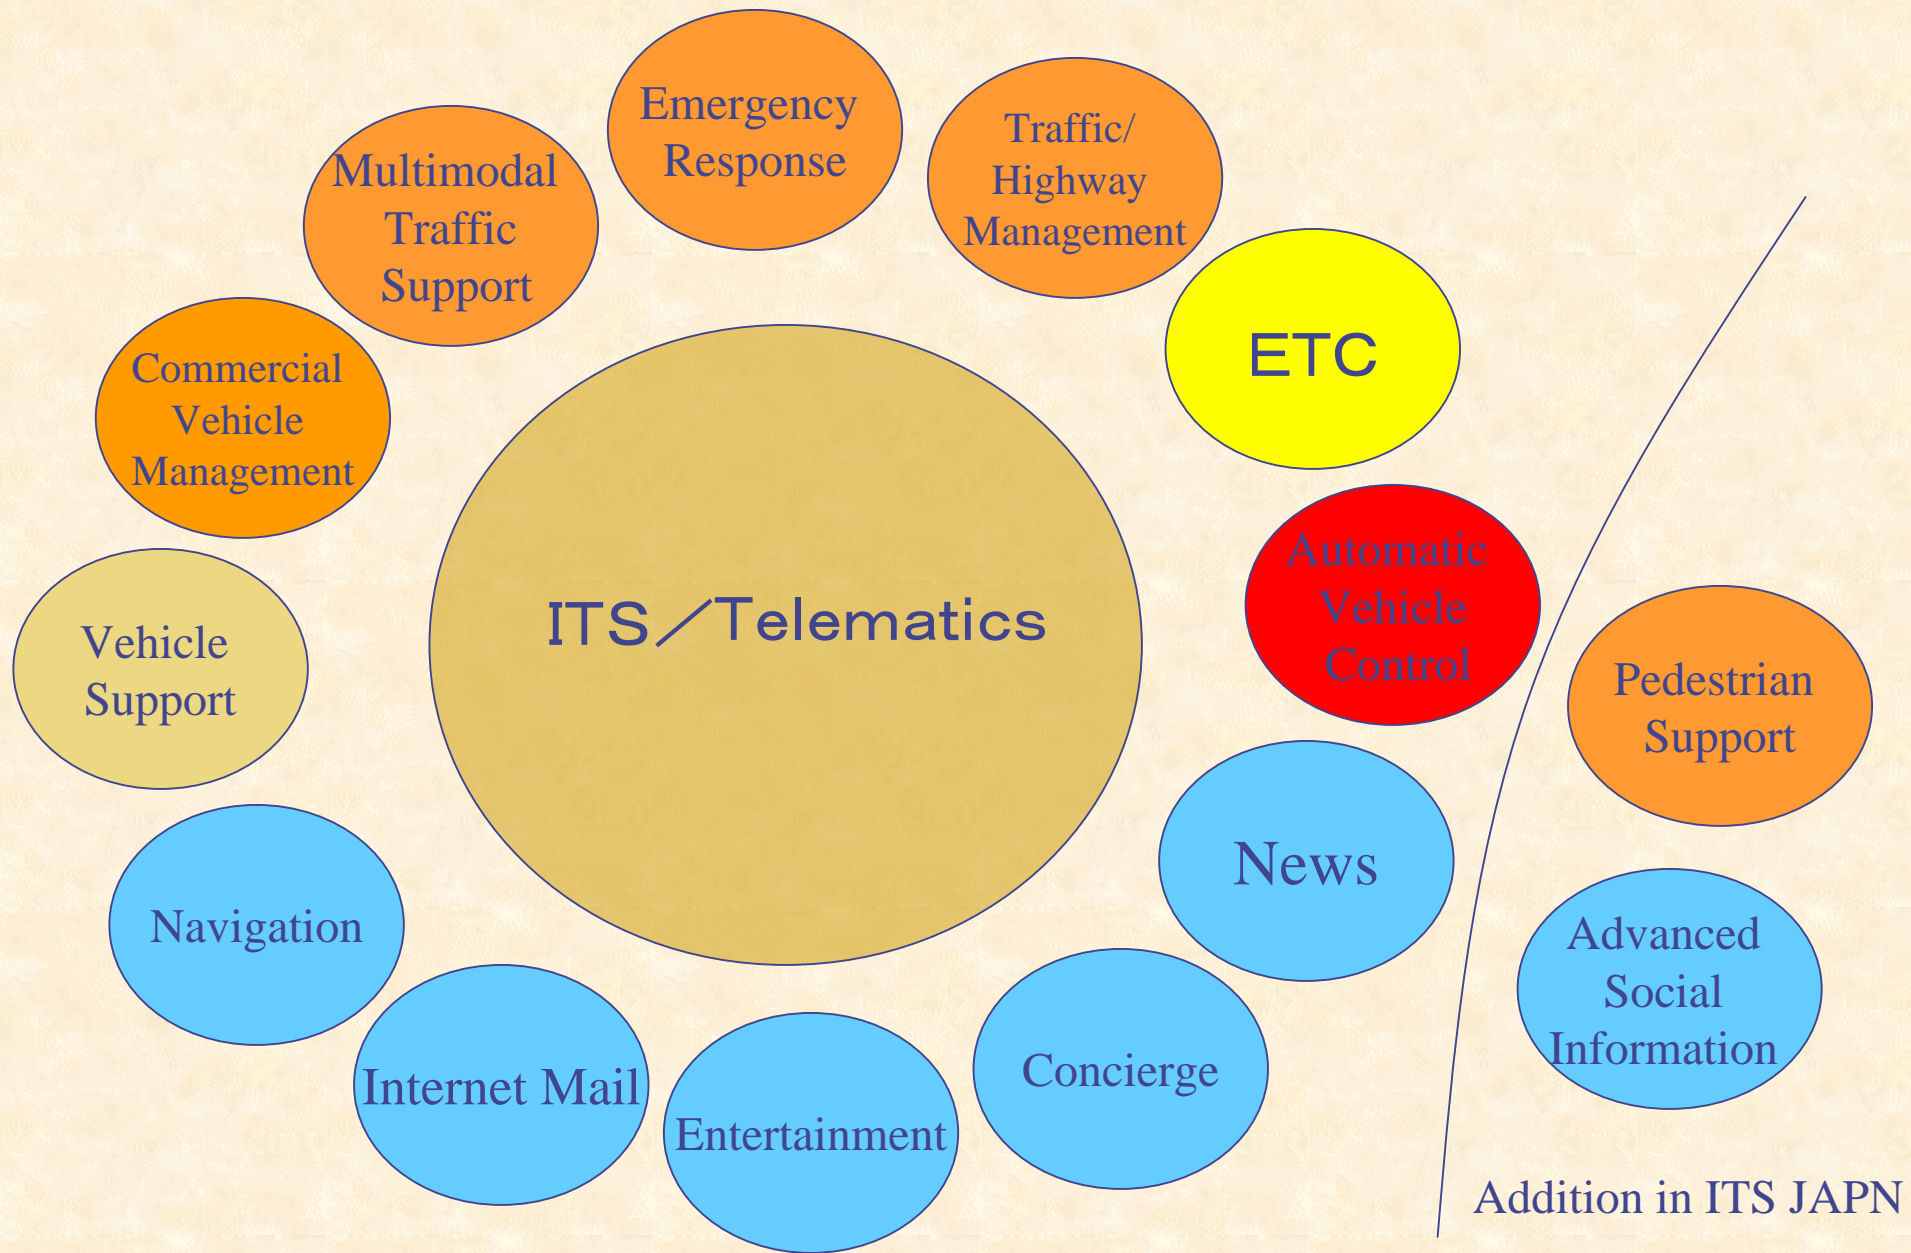 Emergency
Response
Traffic/
Highway
Management
Multimodal
Traffic
Support
ETC
Commercial
Vehicle
Management
Automatic
Vehicle
Control
ITS／Telematics
Vehicle
Support
Pedestrian
Support
News
Navigation
Advanced
Social
Information
Internet Mail
Concierge
Entertainment
Addition in ITS JAPN